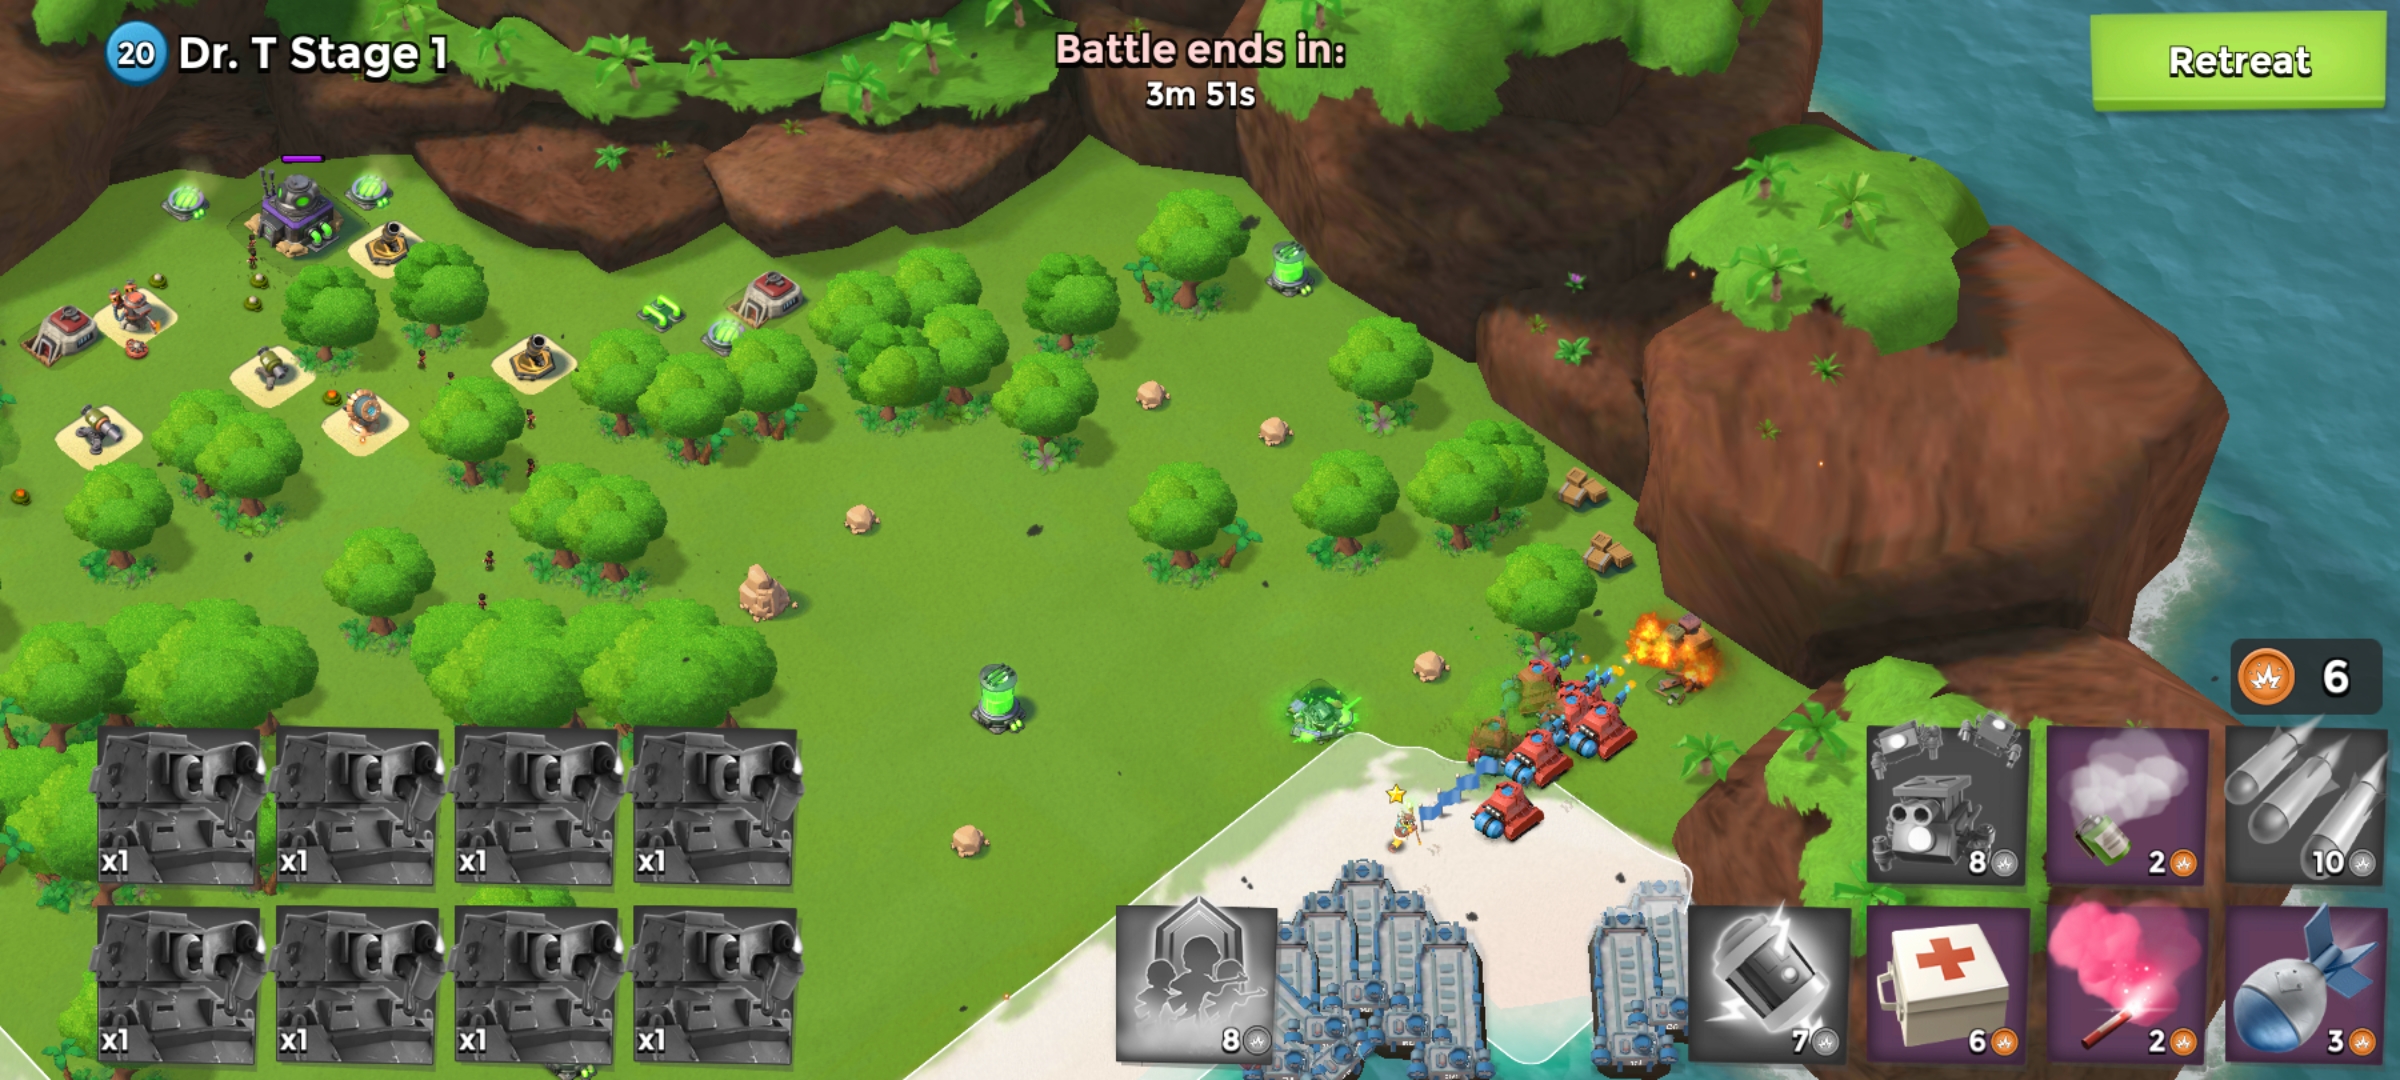 20 Dr. T Stage 1
Battle ends in:
3m 51s
Retreat
6
x1 x1 x1 x1
8 2 10
x1 x1 x1 x1
8 7 6 2 3